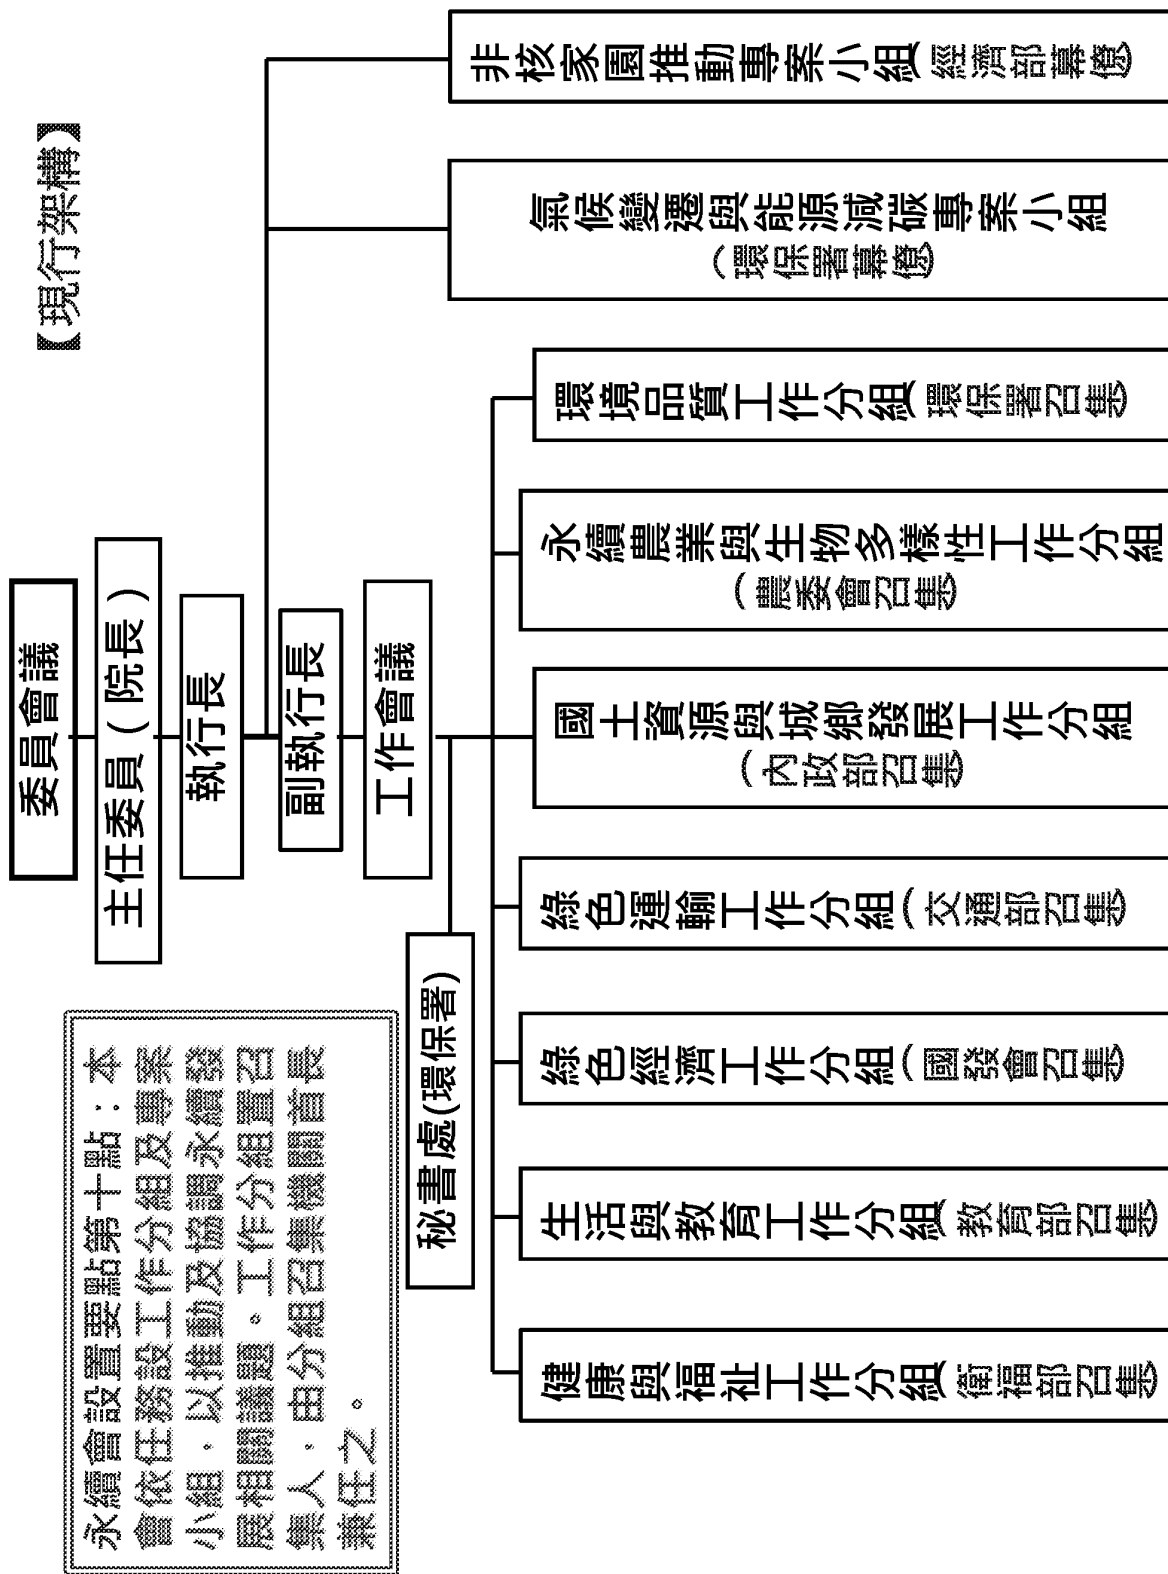 【現行架構】
委員會議
主任委員（院長）
執行長
副執行長
工作會議
秘書處(環保署)
永續會設置要點第十點：本
會依任務設工作分組及專案
小組，以推動及協調永續發
展相關議題。工作分組置召
集人，由分組召集機關首長
兼任之。
健康與福祉工作分組(衛福部召集)
生活與教育工作分組(教育部召集)
綠色經濟工作分組(國發會召集)
綠色運輸工作分組(交通部召集)
國土資源與城鄉發展工作分組
(內政部召集)
永續農業與生物多樣性工作分組
(農委會召集)
環境品質工作分組(環保署召集)
氣候變遷與能源減碳專案小組
(環保署幕僚)
非核家園推動專案小組(經濟部幕僚)